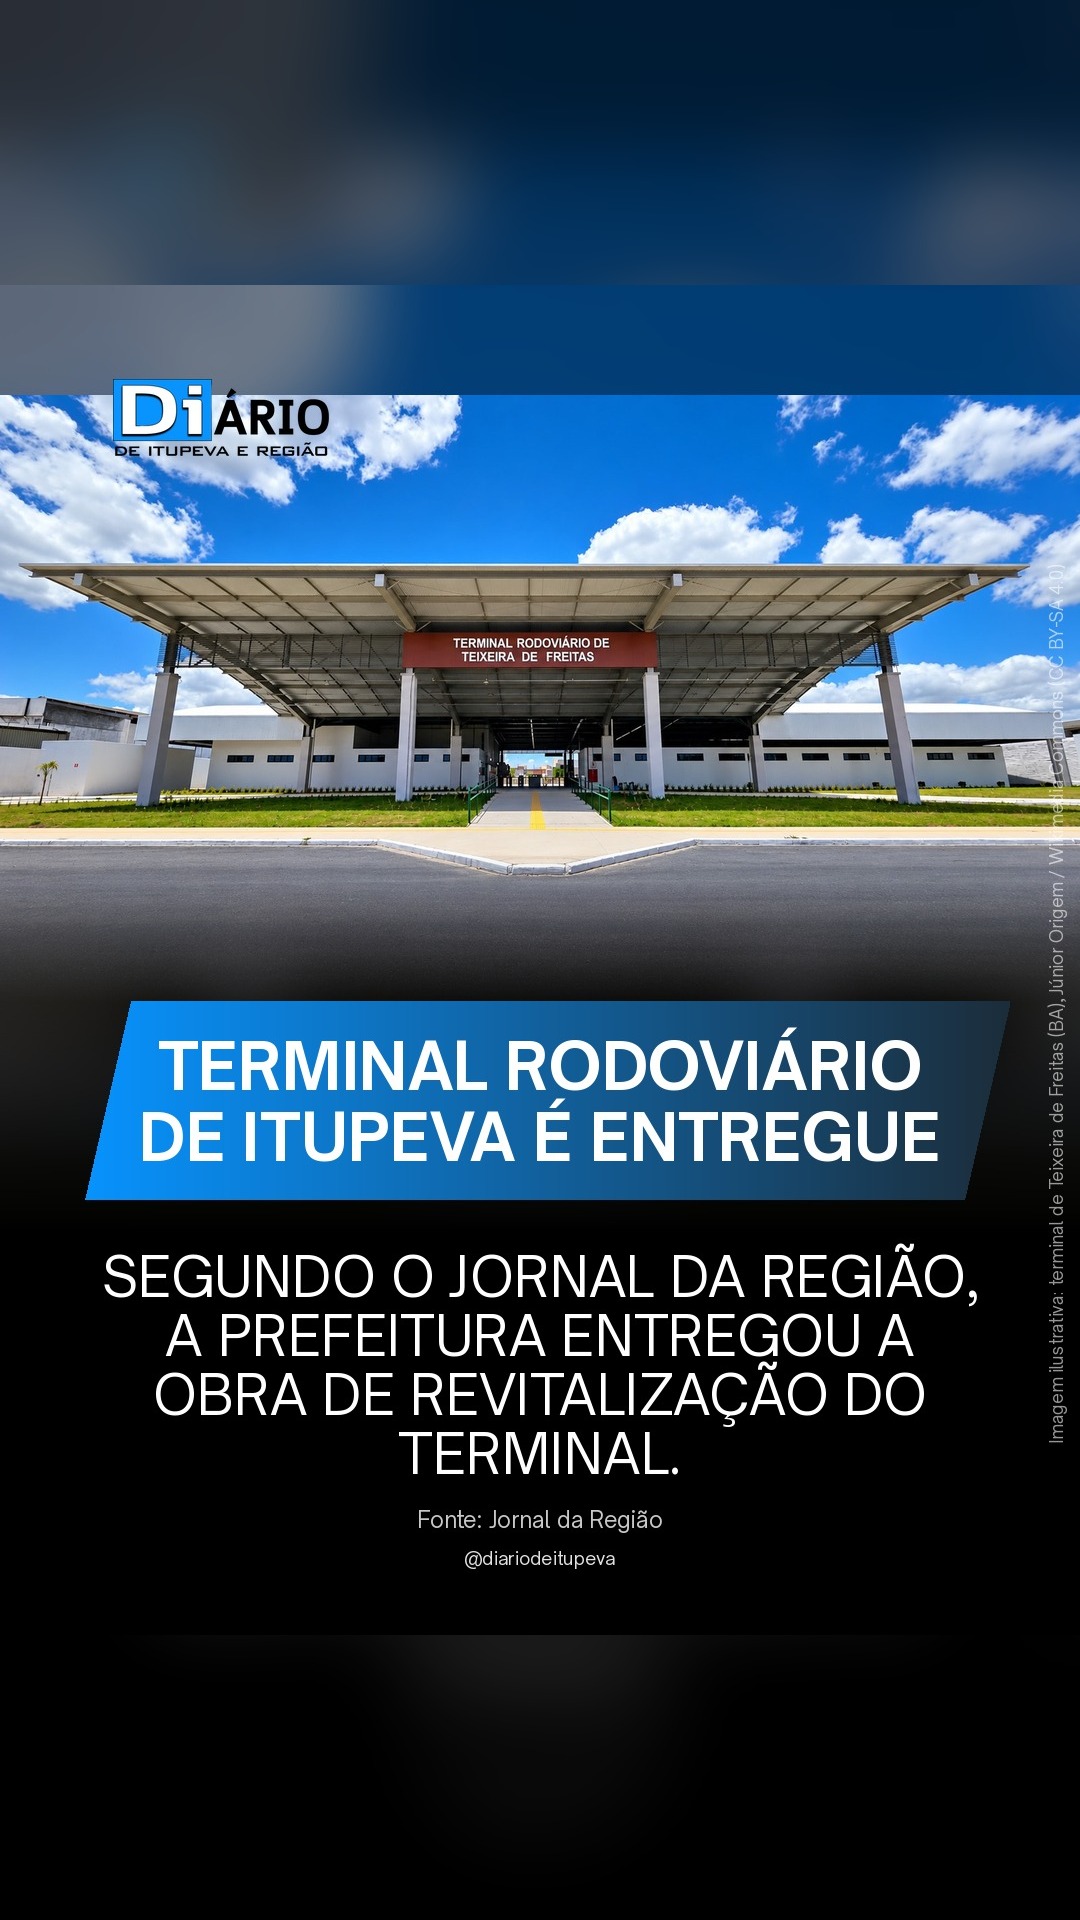 DiÁRIO
DE ITUPEVA E REGIÃO
TERMINAL RODOVIÁRIO DE
TEIXEIRA DE FREITAS
TERMINAL RODOVIÁRIO
DE ITUPEVA É ENTREGUE
SEGUNDO O JORNAL DA REGIÃO,
A PREFEITURA ENTREGOU A
OBRA DE REVITALIZAÇÃO DO
TERMINAL.
Fonte: Jornal da Região
@diariodeitupeva
Imagem ilustrativa: terminal de Teixeira de Freitas (BA), Júnior Origem / Wikimedia Commons (CC BY-SA 4.0)